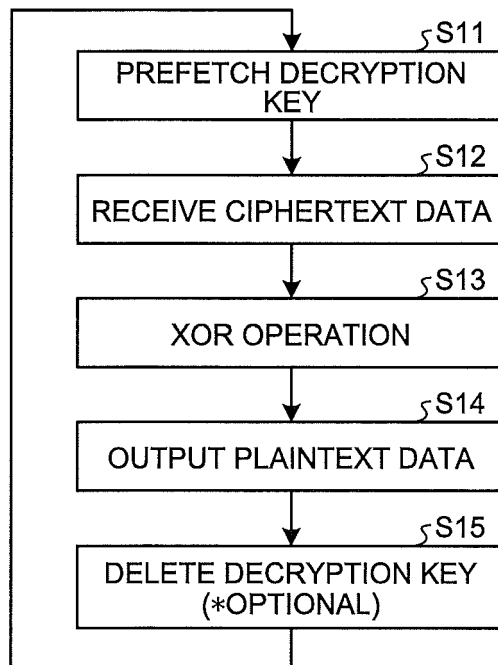 S11
PREFETCH DECRYPTION
KEY
S12
RECEIVE CIPHERTEXT DATA
S13
XOR OPERATION
S14
OUTPUT PLAINTEXT DATA
S15
DELETE DECRYPTION KEY
(*OPTIONAL)